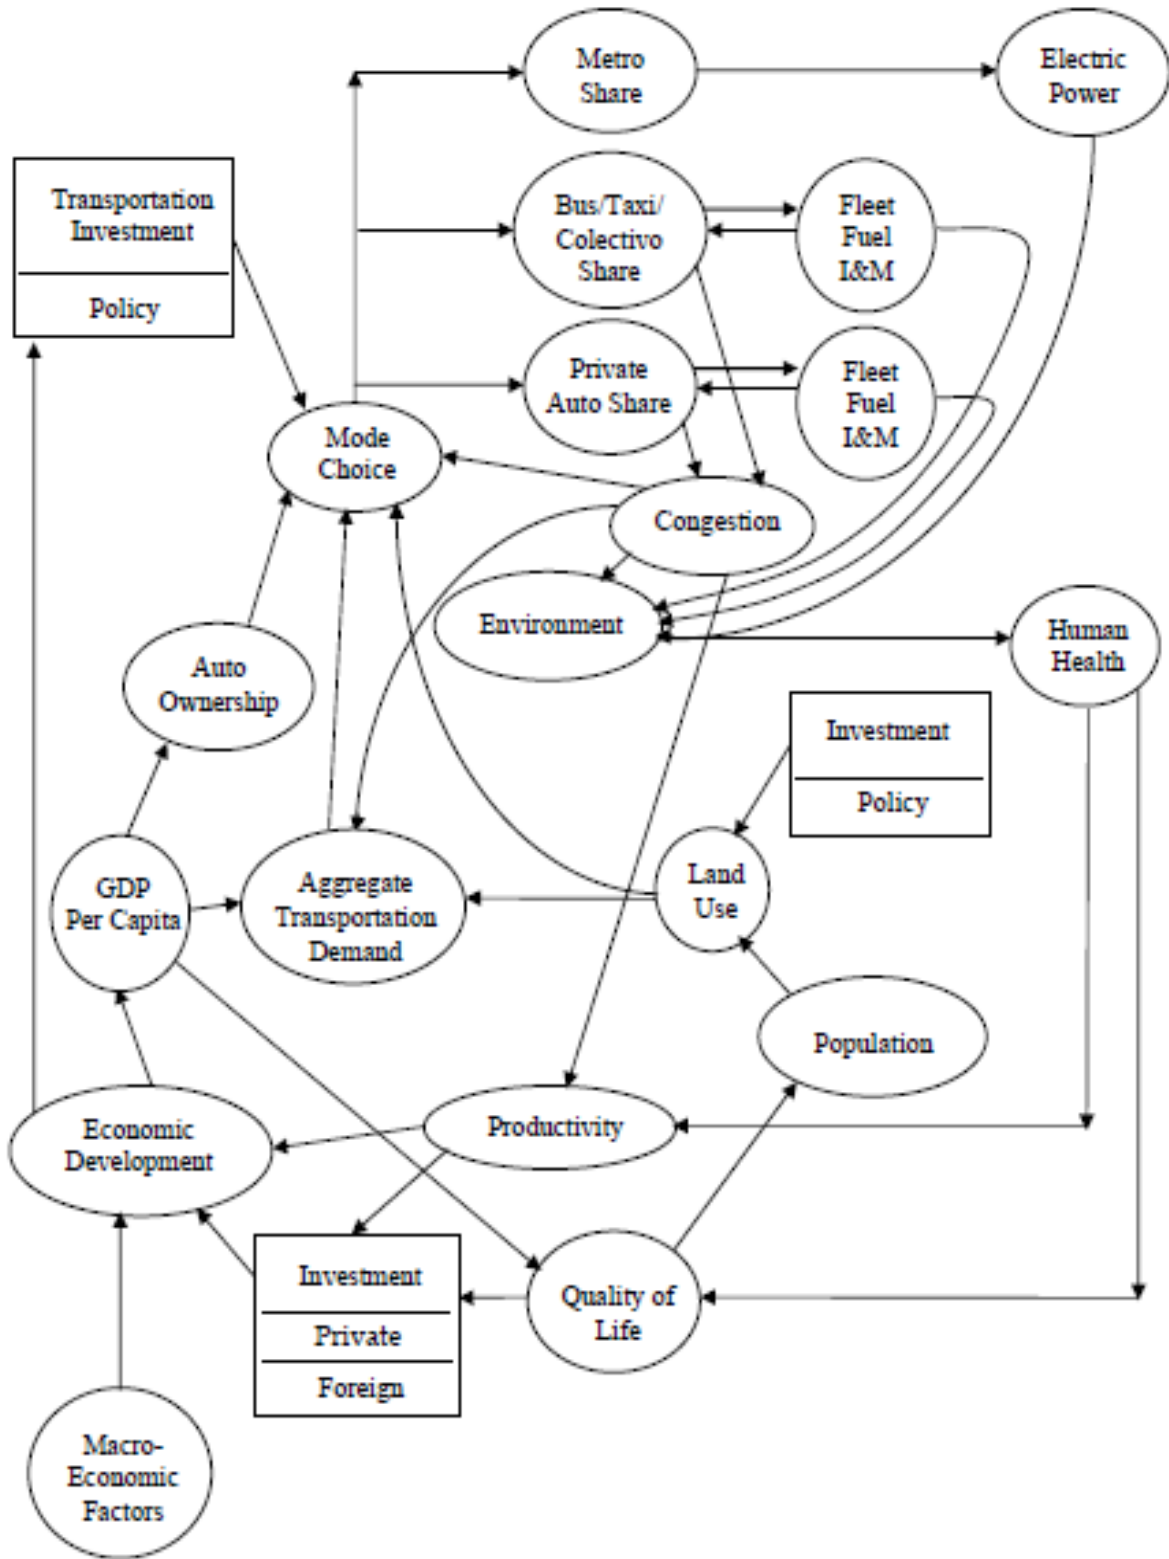 Metro
Share
Electric
Power
Transportation
Investment
Policy
Bus/Taxi/
Colectivo
Share
Fleet
Fuel
I&M
Private
Auto Share
Fleet
Fuel
I&M
Mode
Choice
Congestion
Environment
Human
Health
Auto
Ownership
Investment
Policy
GDP
Per Capita
Aggregate
Transportation
Demand
Land
Use
Population
Economic
Development
Productivity
Investment
Private
Foreign
Quality of
Life
Macro-
Economic
Factors